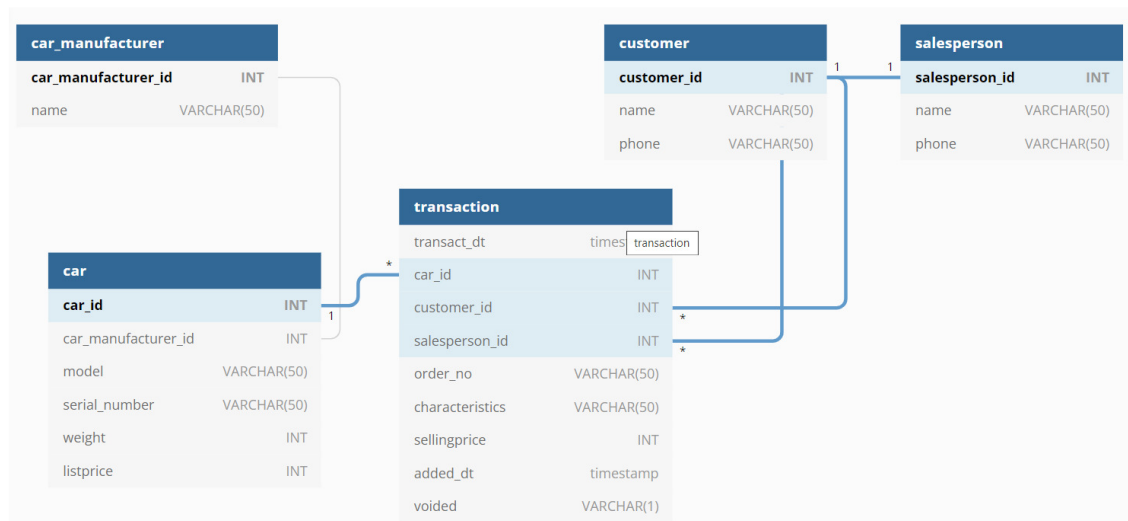 car_manufacturer
car_manufacturer_id INT
name VARCHAR(50)
customer
customer_id INT
name VARCHAR(50)
phone VARCHAR(50)
1
1
salesperson
salesperson_id INT
name VARCHAR(50)
phone VARCHAR(50)
transaction
transact_dt times
transaction
* car_id INT
customer_id INT
*
salesperson_id INT
*
order_no VARCHAR(50)
characteristics VARCHAR(50)
sellingprice INT
added_dt timestamp
voided VARCHAR(1)
car
car_id INT
1
car_manufacturer_id INT
model VARCHAR(50)
serial_number VARCHAR(50)
weight INT
listprice INT